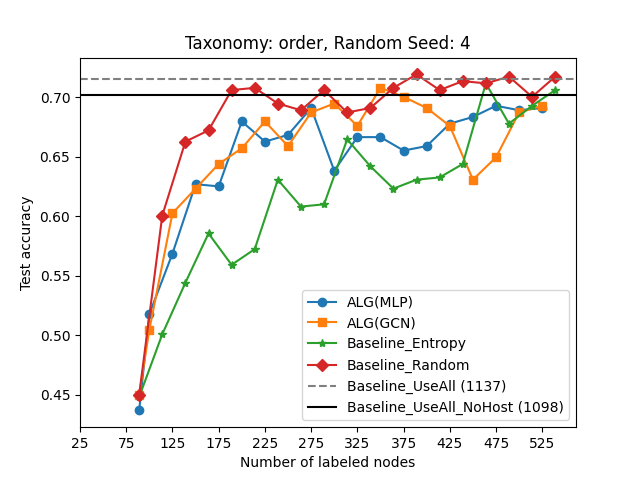 Taxonomy: order, Random Seed: 4
Test accuracy
0.70
0.65
0.60
0.55
0.50
0.45
ALG(MLP)
ALG(GCN)
Baseline_Entropy
Baseline_Random
Baseline_UseAll (1137)
Baseline_UseAll_NoHost (1098)
25 75 125 175 225 275 325 375 425 475 525
Number of labeled nodes